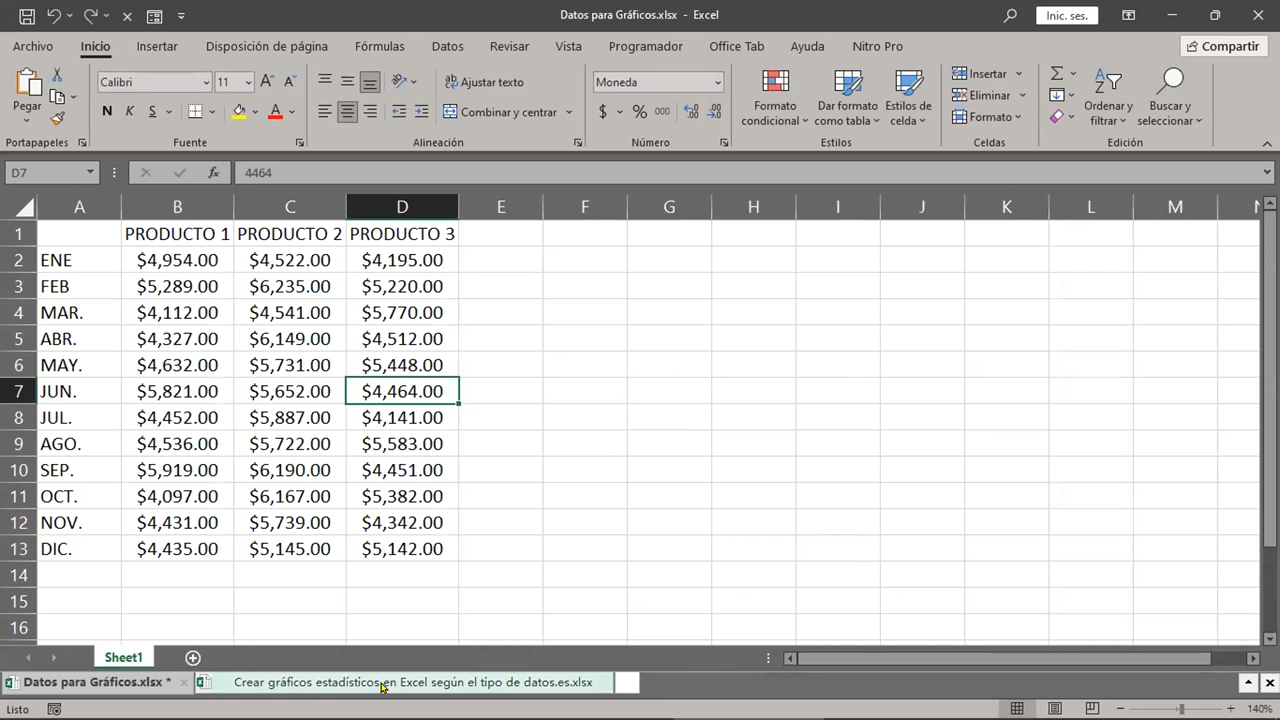 Datos para Gráficos.xlsx - Excel
Inic. ses.
Archivo Inicio Insertar Disposición de página Fórmulas Datos Revisar Vista Programador Office Tab Ayuda Nitro Pro Compartir
Pegar
Calibri 11
N K S
Ajustar texto
Combinar y centrar
Moneda
$ % 000
Formato condicional
Dar formato como tabla
Estilos de celda
Insertar
Eliminar
Formato
Ordenar y filtrar
Buscar y seleccionar
Portapapeles Fuente Alineación Número Estilos Celdas Edición
D7 fx 4464
A B C D E F G H I J K L M N
1 PRODUCTO 1 PRODUCTO 2 PRODUCTO 3
2 ENE $4,954.00 $4,522.00 $4,195.00
3 FEB $5,289.00 $6,235.00 $5,220.00
4 MAR. $4,112.00 $4,541.00 $5,770.00
5 ABR. $4,327.00 $6,149.00 $4,512.00
6 MAY. $4,632.00 $5,731.00 $5,448.00
7 JUN. $5,821.00 $5,652.00 $4,464.00
8 JUL. $4,452.00 $5,887.00 $4,141.00
9 AGO. $4,536.00 $5,722.00 $5,583.00
10 SEP. $5,919.00 $6,190.00 $4,451.00
11 OCT. $4,097.00 $6,167.00 $5,382.00
12 NOV. $4,431.00 $5,739.00 $4,342.00
13 DIC. $4,435.00 $5,145.00 $5,142.00
14
15
16
Sheet1
Datos para Gráficos.xlsx * Crear gráficos estadísticos en Excel según el tipo de datos.es.xlsx
Listo 140%